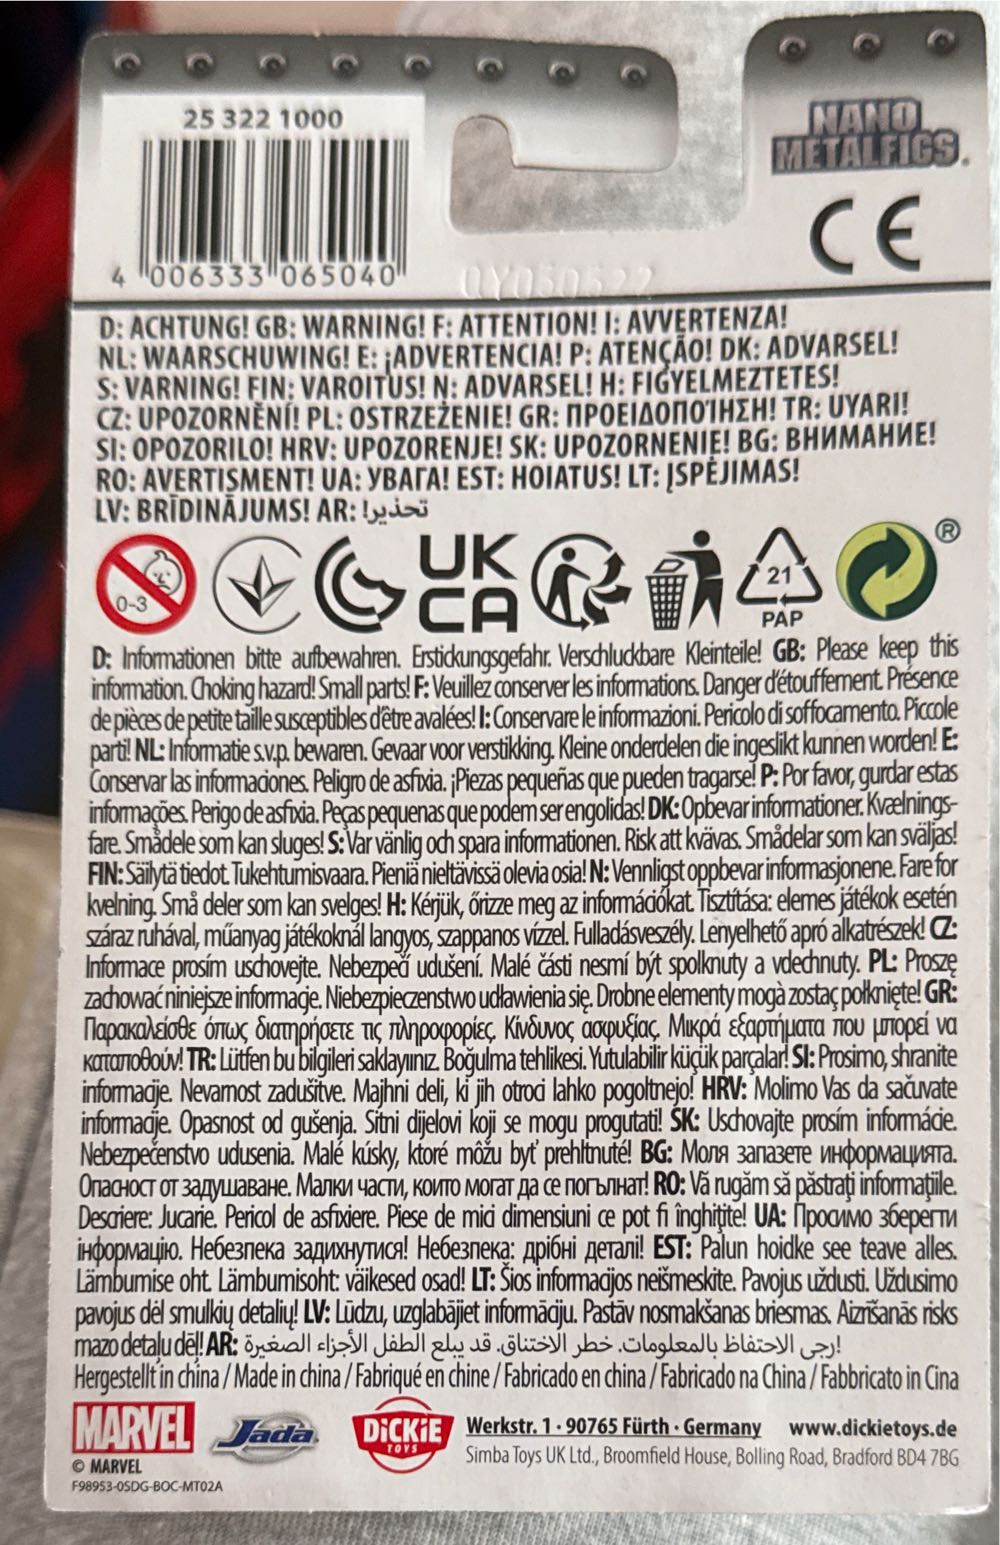 25 322 1000
4 006333 065040
NANO
METALFIGS®
CE
QY050522
D: ACHTUNG! GB: WARNING! F: ATTENTION! I: AVVERTENZA!
NL: WAARSCHUWING! E: ¡ADVERTENCIA! P: ATENÇÃO! DK: ADVARSEL!
S: VARNING! FIN: VAROITUS! N: ADVARSEL! H: FIGYELMEZTETES!
CZ: UPOZORNĚNÍ! PL: OSTRZEŻENIE! GR: ΠΡΟΕΙΔΟΠΟΊΗΣΗ! TR: UYARI!
SI: OPOZORILO! HRV: UPOZORENJE! SK: UPOZORNENIE! BG: ВНИМАНИЕ!
RO: AVERTISMENT! UA: УВАГА! EST: HOIATUS! LT: ĮSPĖJIMAS!
LV: BRĪDINĀJUMS! AR: تحذير!
0-3
UK
CA
21
PAP
®
D: Informationen bitte aufbewahren. Erstickungsgefahr. Verschluckbare Kleinteile! GB: Please keep this
information. Choking hazard! Small parts! F: Veuillez conserver les informations. Danger d'étouffement. Présence
de pièces de petite taille susceptibles d'être avalées! I: Conservare le informazioni. Pericolo di soffocamento. Piccole
parti! NL: Informatie s.v.p. bewaren. Gevaar voor verstikking. Kleine onderdelen die ingeslikt kunnen worden! E:
Conservar las informaciones. Peligro de asfixia. ¡Piezas pequeñas que pueden tragarse! P: Por favor, gurdar estas
informações. Perigo de asfixia. Peças pequenas que podem ser engolidas! DK: Opbevar informationer. Kvælnings-
fare. Smådele som kan sluges! S: Var vänlig och spara informationen. Risk att kvävas. Smådelar som kan sväljas!
FIN: Säilytä tiedot. Tukehtumisvaara. Pieniä nieltävissä olevia osia! N: Vennligst oppbevar informasjonene. Fare for
kvelning. Små deler som kan svelges! H: Kérjük, őrizze meg az információkat. Tisztítása: elemes játékok esetén
száraz ruhával, műanyag játékoknál langyos, szappanos vízzel. Fulladásveszély. Lenyelhető apró alkatrészek! CZ:
Informace prosím uschovejte. Nebezpečí udušení. Malé části nesmí být spolknuty a vdechnuty. PL: Proszę
zachować niniejsze informacje. Niebezpieczenstwo udławienia się. Drobne elementy mogà zostaç połknięte! GR:
Παρακαλείσθε όπως διατηρήσετε τις πληροφορίες. Κίνδυνος ασφυξίας. Μικρά εξαρτήματα που μπορεί να
καταποθούν! TR: Lütfen bu bilgileri saklayınız. Boğulma tehlikesi. Yutulabilir küçük parçalar! SI: Prosimo, shranite
informacije. Nevarnost zadušitve. Majhni deli, ki jih otroci lahko pogoltnejo! HRV: Molimo Vas da sačuvate
informacije. Opasnost od gušenja. Sitni dijelovi koji se mogu progutati! SK: Uschovajte prosím informácie.
Nebezpečenstvo udusenia. Malé kúsky, ktoré môžu byť prehltnuté! BG: Моля запазете информацията.
Опасност от задушаване. Малки части, които могат да се погълнат! RO: Vă rugăm să păstraţi informaţiile.
Descriere: Jucarie. Pericol de asfixiere. Piese de mici dimensiuni ce pot fi înghiţite! UA: Просимо зберегти
інформацію. Небезпека задихнутися! Небезпека: дрібні деталі! EST: Palun hoidke see teave alles.
Lämbumise oht. Lämbumisoht: väikesed osad! LT: Šios informacijos neišmeskite. Pavojus uždusti. Uždusimo
pavojus dėl smulkių detalių! LV: Lūdzu, uzglabājiet informāciju. Pastāv nosmakšanas briesmas. Aizrīšanās risks
mazo detaļu dēļ! AR: يرجى الاحتفاظ بالمعلومات. خطر الاختناق. قد يبلع الطفل الأجزاء الصغيرة!
Hergestellt in china / Made in china / Fabriqué en chine / Fabricado en china / Fabricado na China / Fabbricato in Cina
MARVEL
© MARVEL
F98953-0SDG-BOC-MT02A
Jada
DICKIE
TOYS
Werkstr. 1 · 90765 Fürth · Germany www.dickietoys.de
Simba Toys UK Ltd., Broomfield House, Bolling Road, Bradford BD4 7BG